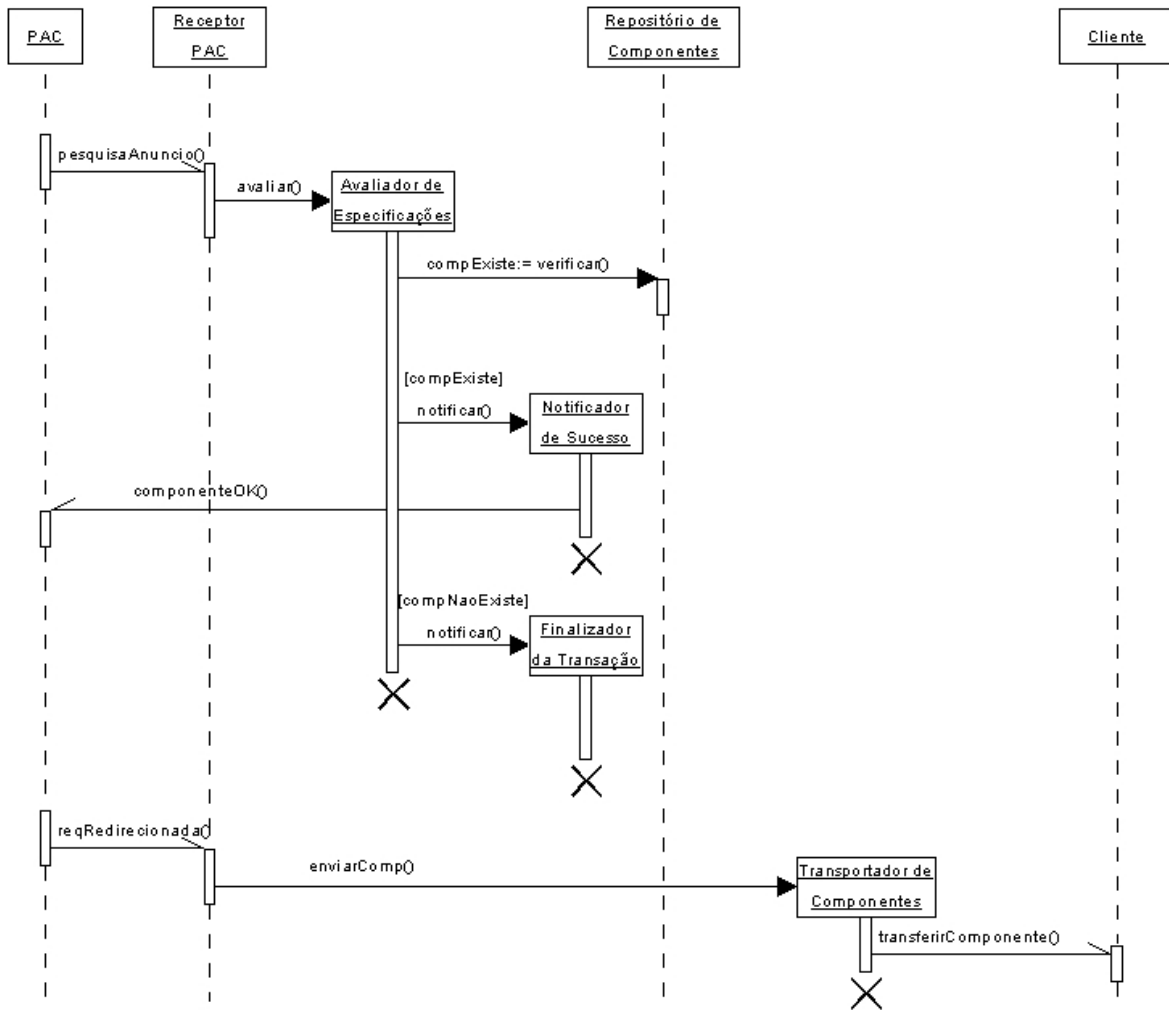 PAC
Receptor
PAC
Repositório de
Componentes
Cliente
pesquisaAnuncio()
avaliar()
Avaliador de
Especificações
compExiste:= verificar()
[compExiste]
notificar()
Notificador
de Sucesso
componenteOK()
[compNaoExiste]
notificar()
Finalizador
da Transação
reqRedirecionada()
enviarComp()
Transportador de
Componentes
transferirComponente()